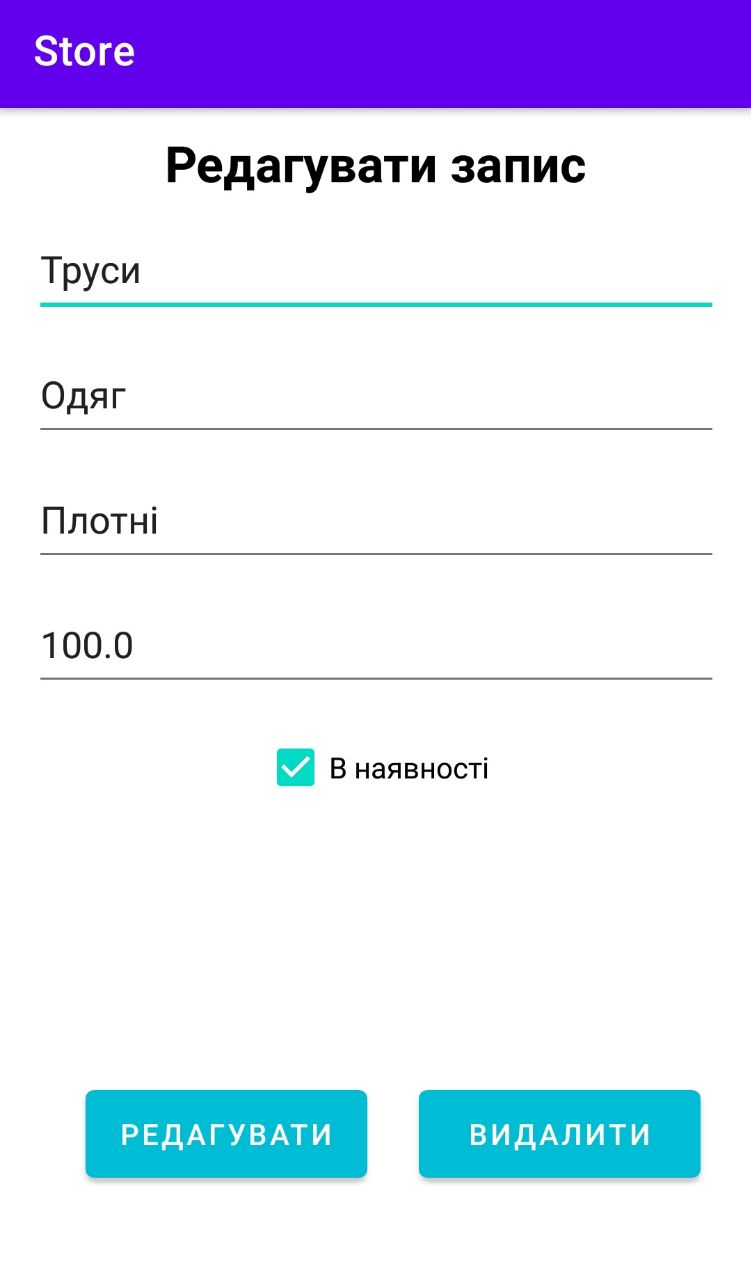 Store
Редагувати запис
Труси
Одяг
Плотні
100.0
В наявності
РЕДАГУВАТИ
ВИДАЛИТИ